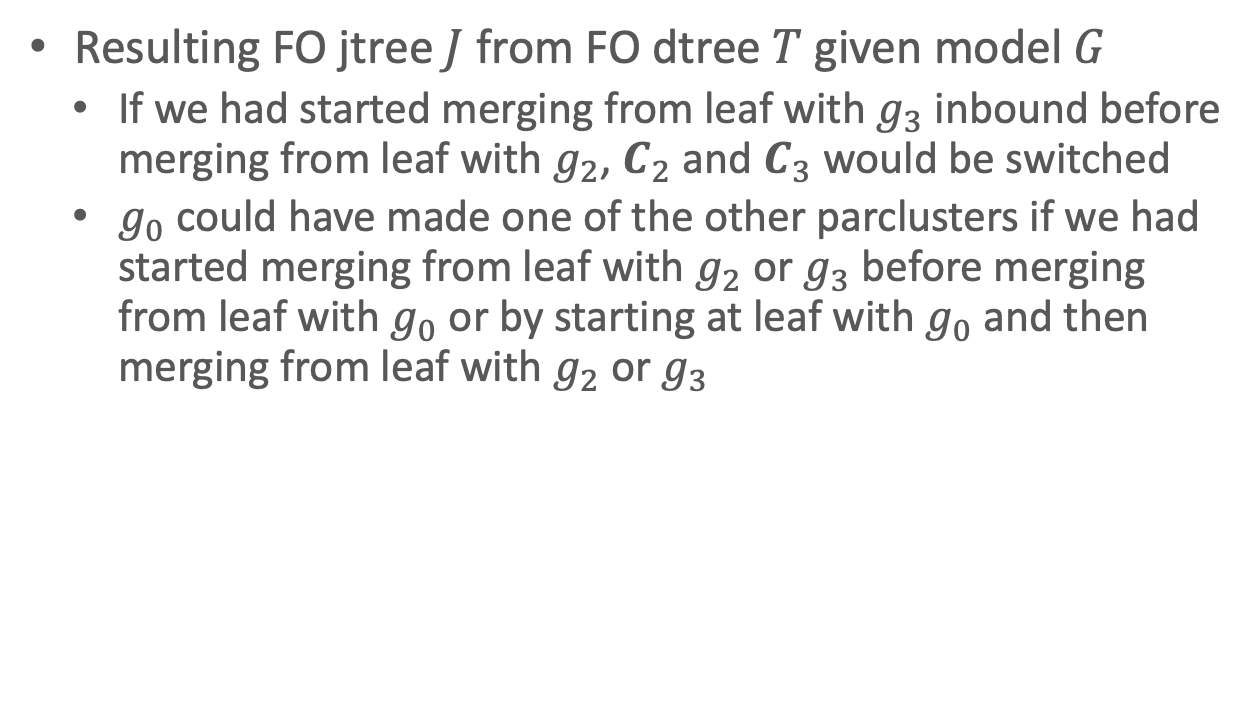 • Resulting FO jtree J from FO dtree T given model G
• If we had started merging from leaf with g₃ inbound before
merging from leaf with g₂, C₂ and C₃ would be switched
• g₀ could have made one of the other parclusters if we had
started merging from leaf with g₂ or g₃ before merging
from leaf with g₀ or by starting at leaf with g₀ and then
merging from leaf with g₂ or g₃